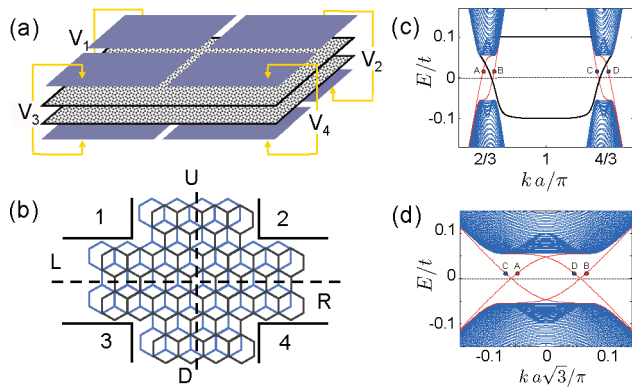 (a)
V1
V2
V3
V4
(b)
U
1
2
L
R
3
4
D
(c)
E/t
0.1
0
-0.1
A
B
C
D
2/3
1
4/3
k a/π
(d)
E/t
0.1
0
-0.1
C
A
D
B
-0.1
0
0.1
k a√3/π